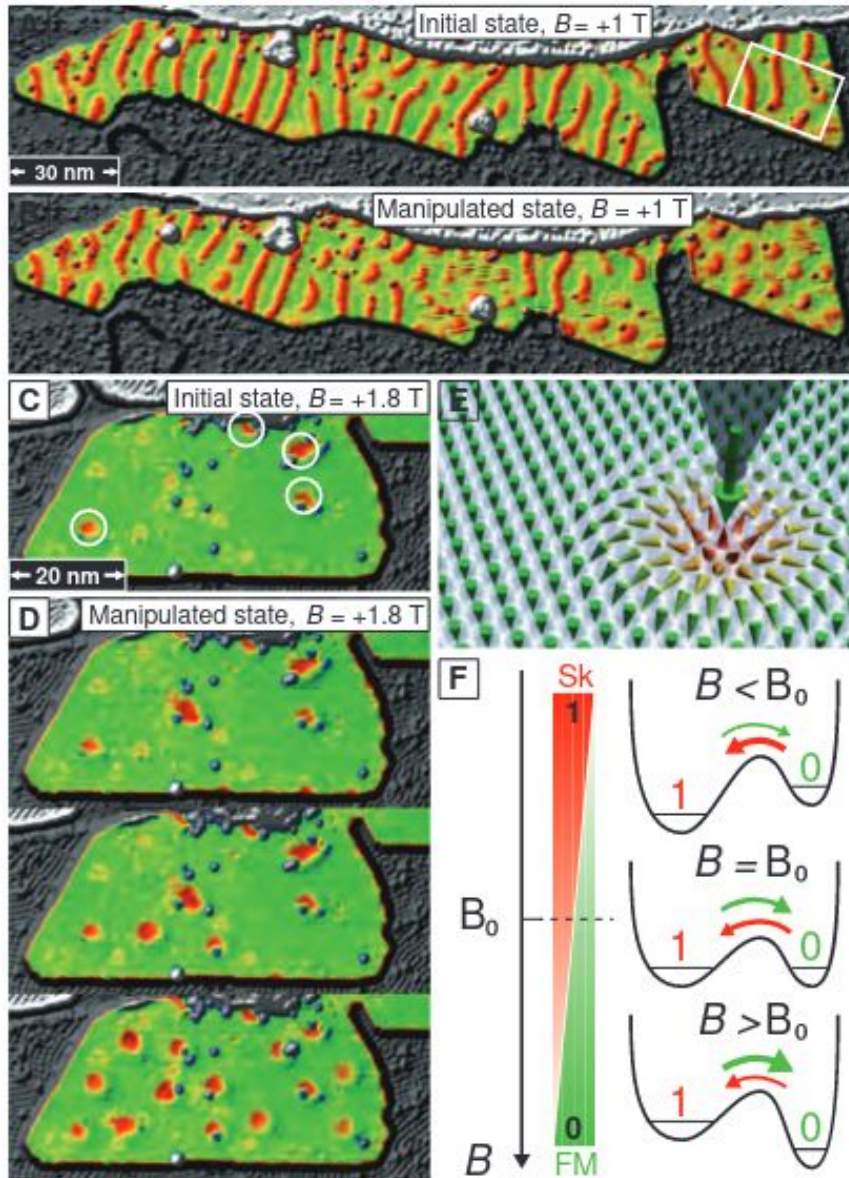 Initial state, B = +1 T
30 nm
Manipulated state, B = +1 T
C
Initial state, B = +1.8 T
20 nm
D
Manipulated state, B = +1.8 T
E
F
Sk
1
B < B0
1
0
B0
B = B0
1
0
B > B0
1
0
0
FM
B